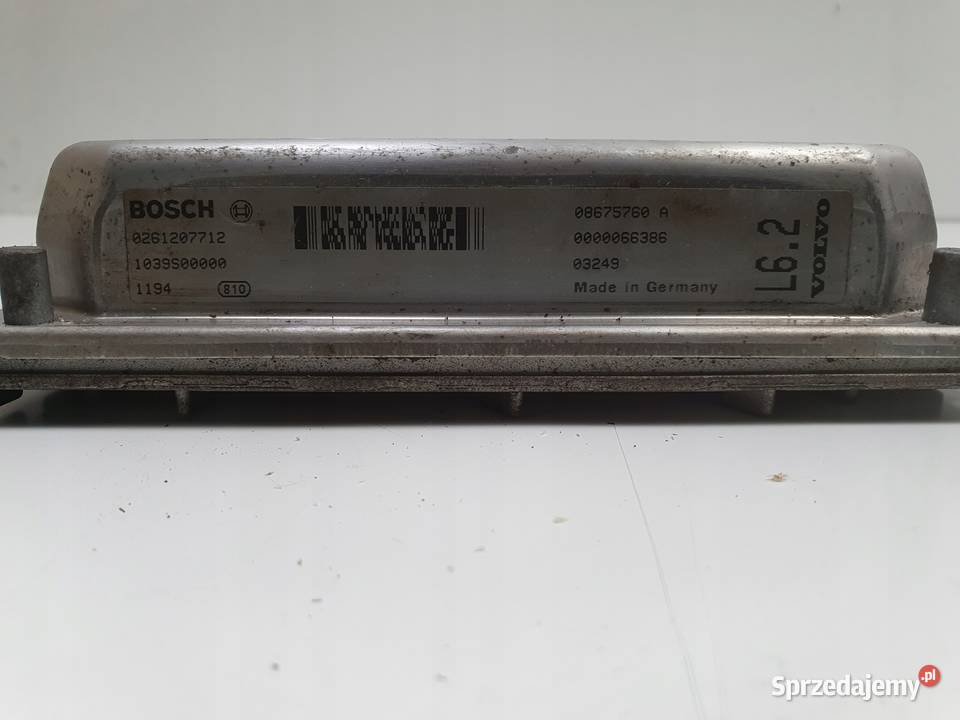 BOSCH
0261207712
1039S00000
1194 810
08675760 A
0000066386
03249
Made in Germany
L6.2
VOLVO
Sprzedajemy.pl